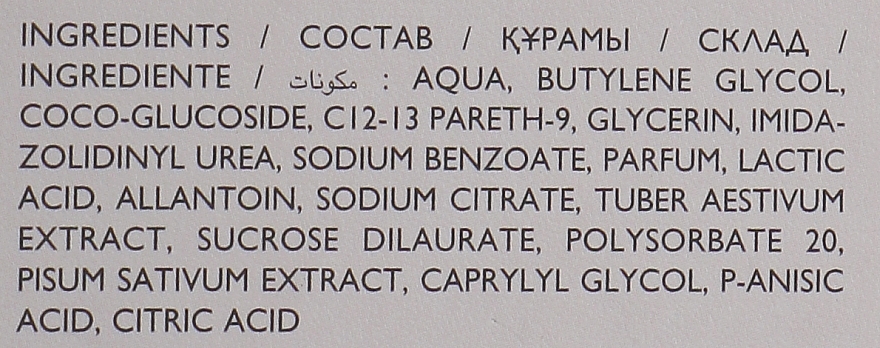 INGREDIENTS / СОСТАВ / ҚҰРАМЫ / СКЛАД /
INGREDIENTE / مكونات : AQUA, BUTYLENE GLYCOL,
COCO-GLUCOSIDE, C12-13 PARETH-9, GLYCERIN, IMIDA-
ZOLIDINYL UREA, SODIUM BENZOATE, PARFUM, LACTIC
ACID, ALLANTOIN, SODIUM CITRATE, TUBER AESTIVUM
EXTRACT, SUCROSE DILAURATE, POLYSORBATE 20,
PISUM SATIVUM EXTRACT, CAPRYLYL GLYCOL, P-ANISIC
ACID, CITRIC ACID